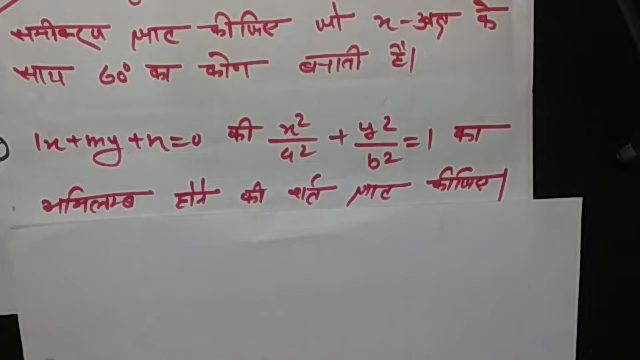 समीकरण ज्ञात कीजिए जो x-अक्ष के
साथ 60° का कोण बनाती है।
lx+my+n=0 की x²/a² + y²/b² = 1 का
अभिलम्ब होने की शर्त ज्ञात कीजिए।